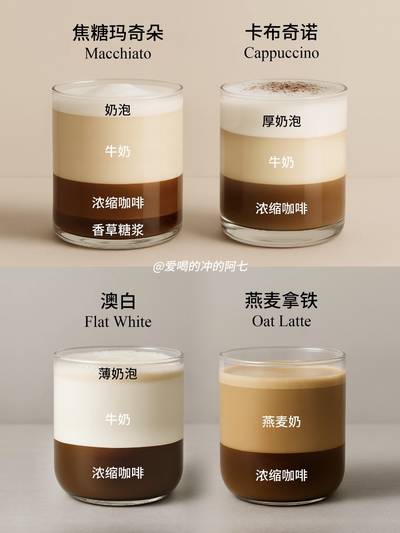 焦糖玛奇朵
Macchiato
奶泡
牛奶
浓缩咖啡
香草糖浆
卡布奇诺
Cappuccino
厚奶泡
牛奶
浓缩咖啡
@爱喝的冲的阿七
澳白
Flat White
薄奶泡
牛奶
浓缩咖啡
燕麦拿铁
Oat Latte
燕麦奶
浓缩咖啡